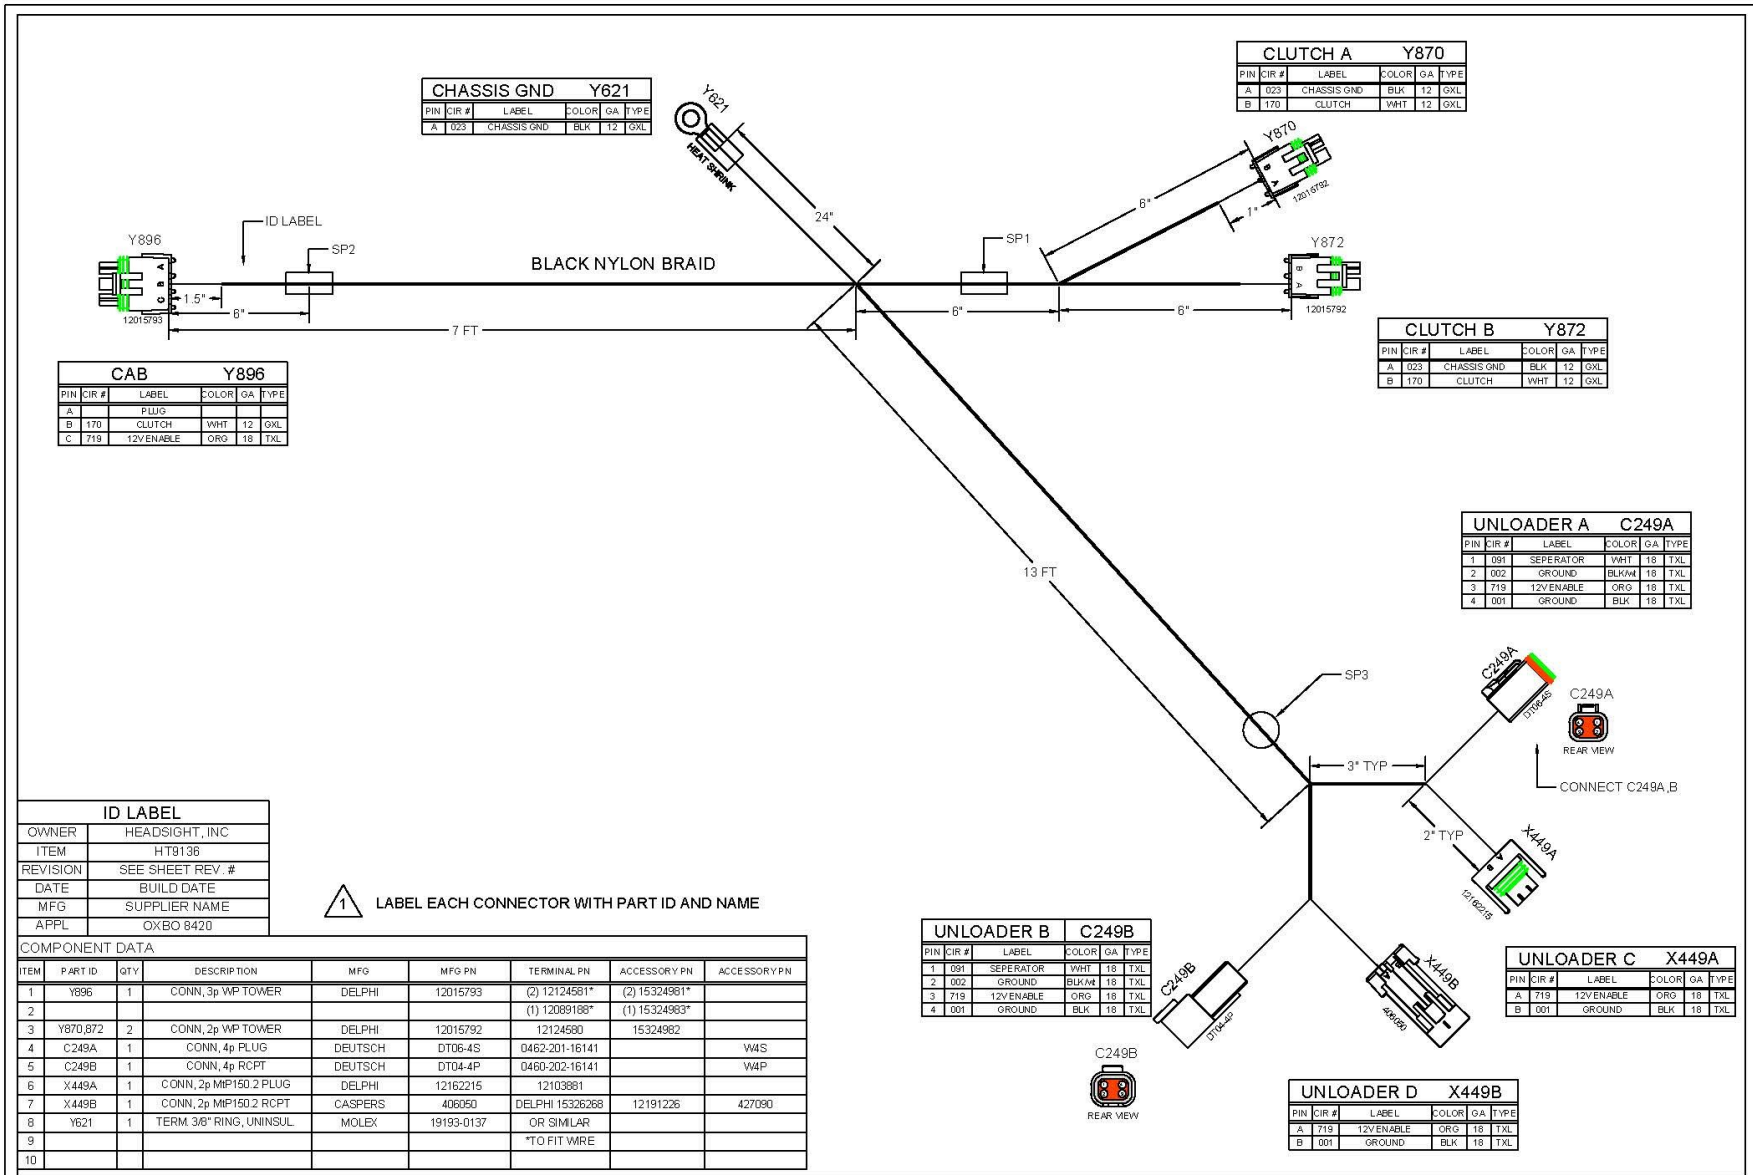 CHASSIS GND Y621
PIN CIR # LABEL COLOR GA TYPE
A 023 CHASSIS GND BLK 12 GXL
Y621
HEAT SHRINK
24"
CLUTCH A Y870
PIN CIR # LABEL COLOR GA TYPE
A 023 CHASSIS GND BLK 12 GXL
B 170 CLUTCH WHT 12 GXL
Y870
B
A
12015792
6"
1"
ID LABEL
Y896
SP2
A
B
C
12015793
1.5"
6"
7 FT
BLACK NYLON BRAID
SP1
6"
6"
Y872
B
A
12015792
CLUTCH B Y872
PIN CIR # LABEL COLOR GA TYPE
A 023 CHASSIS GND BLK 12 GXL
B 170 CLUTCH WHT 12 GXL
CAB Y896
PIN CIR # LABEL COLOR GA TYPE
A PLUG
B 170 CLUTCH WHT 12 GXL
C 719 12V ENABLE ORG 18 TXL
13 FT
UNLOADER A C249A
PIN CIR # LABEL COLOR GA TYPE
1 091 SEPERATOR WHT 18 TXL
2 002 GROUND BLK/wt 18 TXL
3 719 12V ENABLE ORG 18 TXL
4 001 GROUND BLK 18 TXL
SP3
C249A
DT06-4S
C249A
REAR VIEW
CONNECT C249A,B
3" TYP
2" TYP
X449A
A
B
12162215
ID LABEL
OWNER HEADSIGHT, INC
ITEM HT9136
REVISION SEE SHEET REV. #
DATE BUILD DATE
MFG SUPPLIER NAME
APPL OXBO 8420
1 LABEL EACH CONNECTOR WITH PART ID AND NAME
UNLOADER B C249B
PIN CIR # LABEL COLOR GA TYPE
1 091 SEPERATOR WHT 18 TXL
2 002 GROUND BLK/wt 18 TXL
3 719 12V ENABLE ORG 18 TXL
4 001 GROUND BLK 18 TXL
C249B
DT04-4P
C249B
REAR VIEW
X449B
406050
UNLOADER C X449A
PIN CIR # LABEL COLOR GA TYPE
A 719 12V ENABLE ORG 18 TXL
B 001 GROUND BLK 18 TXL
UNLOADER D X449B
PIN CIR # LABEL COLOR GA TYPE
A 719 12V ENABLE ORG 18 TXL
B 001 GROUND BLK 18 TXL
COMPONENT DATA
ITEM PART ID QTY DESCRIPTION MFG MFG PN TERMINAL PN ACCESSORY PN ACCESSORY PN
1 Y896 1 CONN, 3p WP TOWER DELPHI 12015793 (2) 12124581* (2) 15324981*
2 (1) 12089188* (1) 15324983*
3 Y870,872 2 CONN, 2p WP TOWER DELPHI 12015792 12124580 15324982
4 C249A 1 CONN, 4p PLUG DEUTSCH DT06-4S 0462-201-16141 W4S
5 C249B 1 CONN, 4p RCPT DEUTSCH DT04-4P 0460-202-16141 W4P
6 X449A 1 CONN, 2p MtP150.2 PLUG DELPHI 12162215 12103881
7 X449B 1 CONN, 2p MtP150.2 RCPT CASPERS 406050 DELPHI 15326268 12191226 427090
8 Y621 1 TERM. 3/8" RING, UNINSUL MOLEX 19193-0137 OR SIMILAR
9 *TO FIT WIRE
10